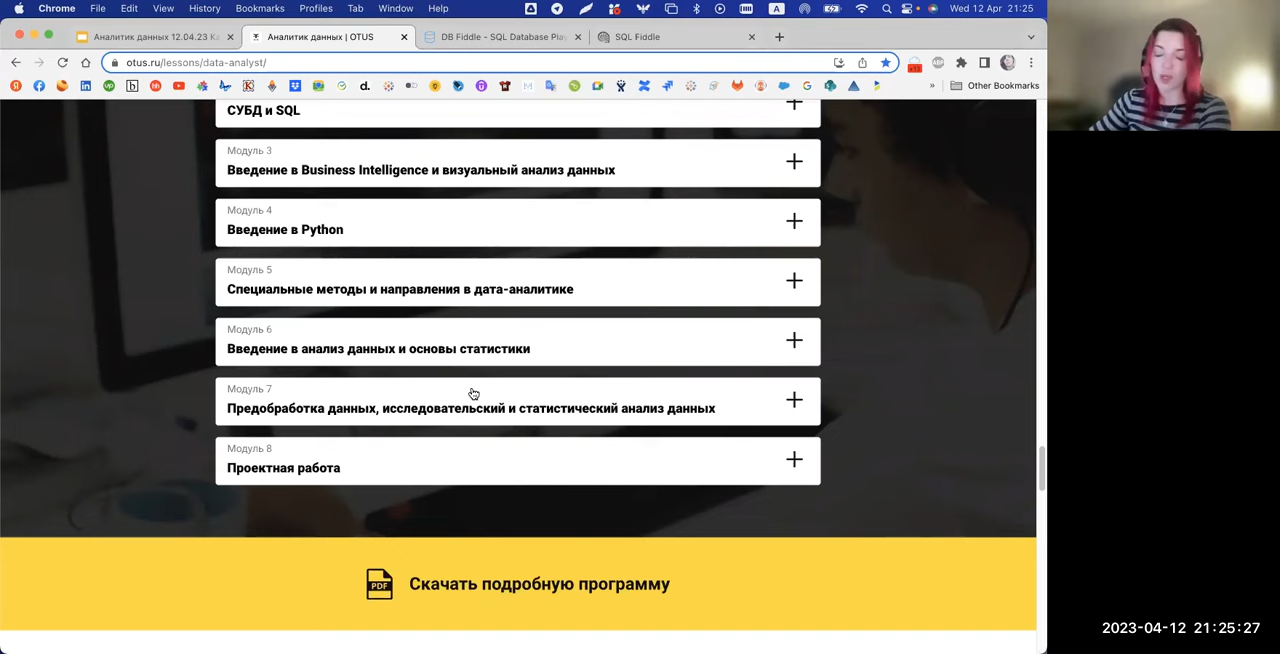 Chrome File Edit View History Bookmarks Profiles Tab Window Help A Wed 12 Apr 21:25
Аналитик данных 12.04.23 Ка
Аналитик данных | OTUS
DB Fiddle - SQL Database Play
SQL Fiddle
otus.ru/lessons/data-analyst/
» Other Bookmarks
СУБД и SQL
Модуль 3
Введение в Business Intelligence и визуальный анализ данных
Модуль 4
Введение в Python
Модуль 5
Специальные методы и направления в дата-аналитике
Модуль 6
Введение в анализ данных и основы статистики
Модуль 7
Предобработка данных, исследовательский и статистический анализ данных
Модуль 8
Проектная работа
PDF Скачать подробную программу
2023-04-12 21:25:27